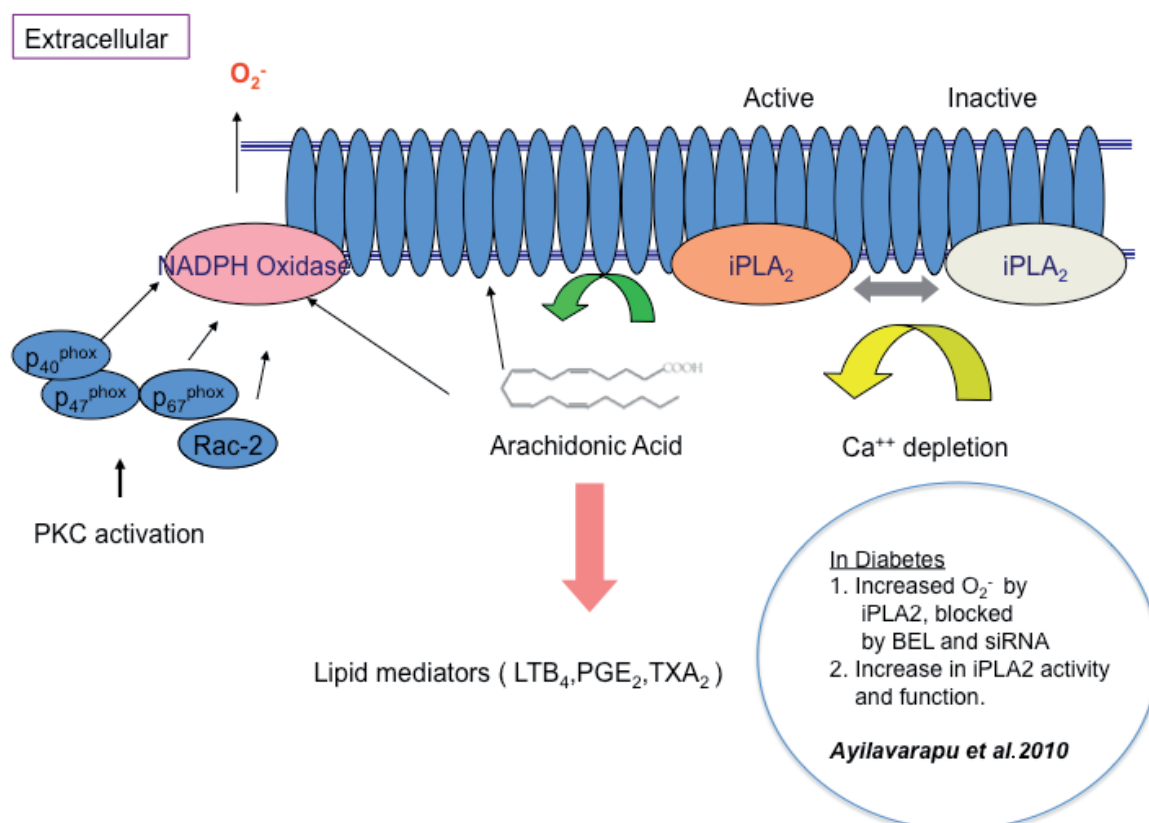 Extracellular
O₂⁻
Active
Inactive
NADPH Oxidase
iPLA₂
iPLA₂
p₄₀ᵖʰᵒˣ
p₄₇ᵖʰᵒˣ
p₆₇ᵖʰᵒˣ
Rac-2
COOH
Arachidonic Acid
Ca⁺⁺ depletion
PKC activation
Lipid mediators ( LTB₄,PGE₂,TXA₂ )
In Diabetes
1. Increased O₂⁻ by
iPLA2, blocked
by BEL and siRNA
2. Increase in iPLA2 activity
and function.
Ayilavarapu et al.2010